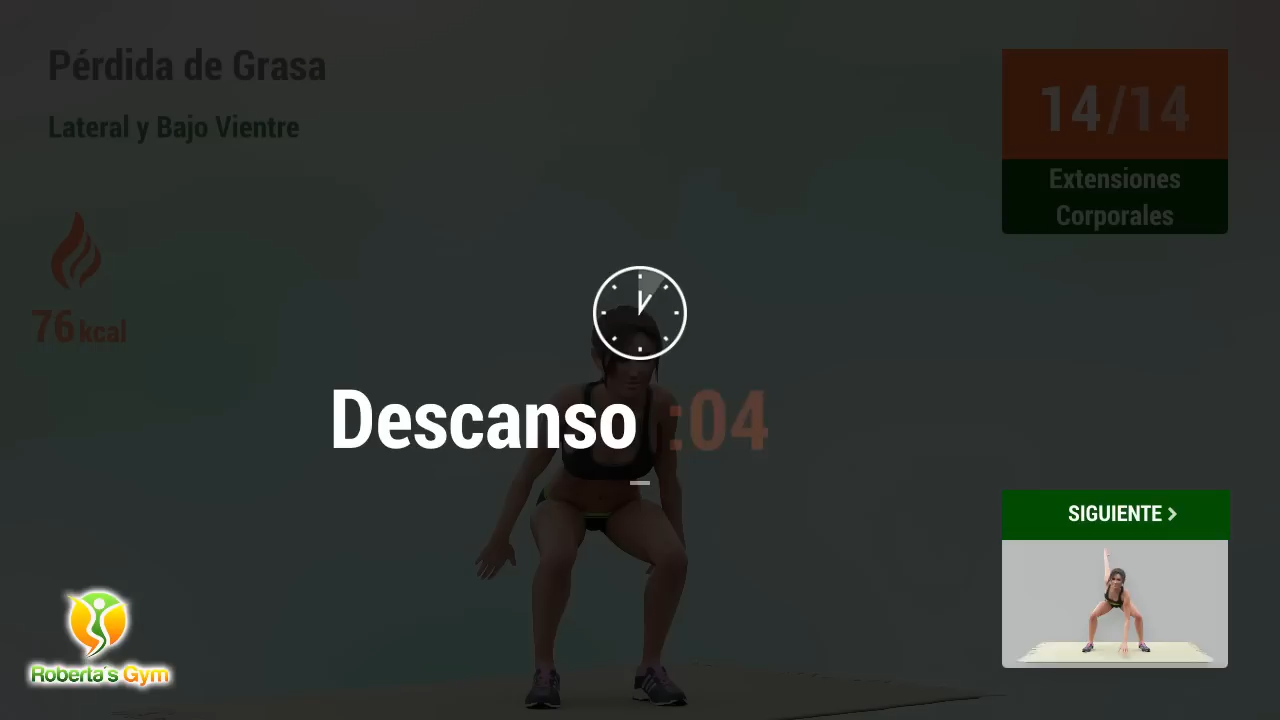 Pérdida de Grasa
Lateral y Bajo Vientre
14/14
Extensiones
Corporales
76 kcal
Descanso :04
SIGUIENTE >
Roberta´s Gym